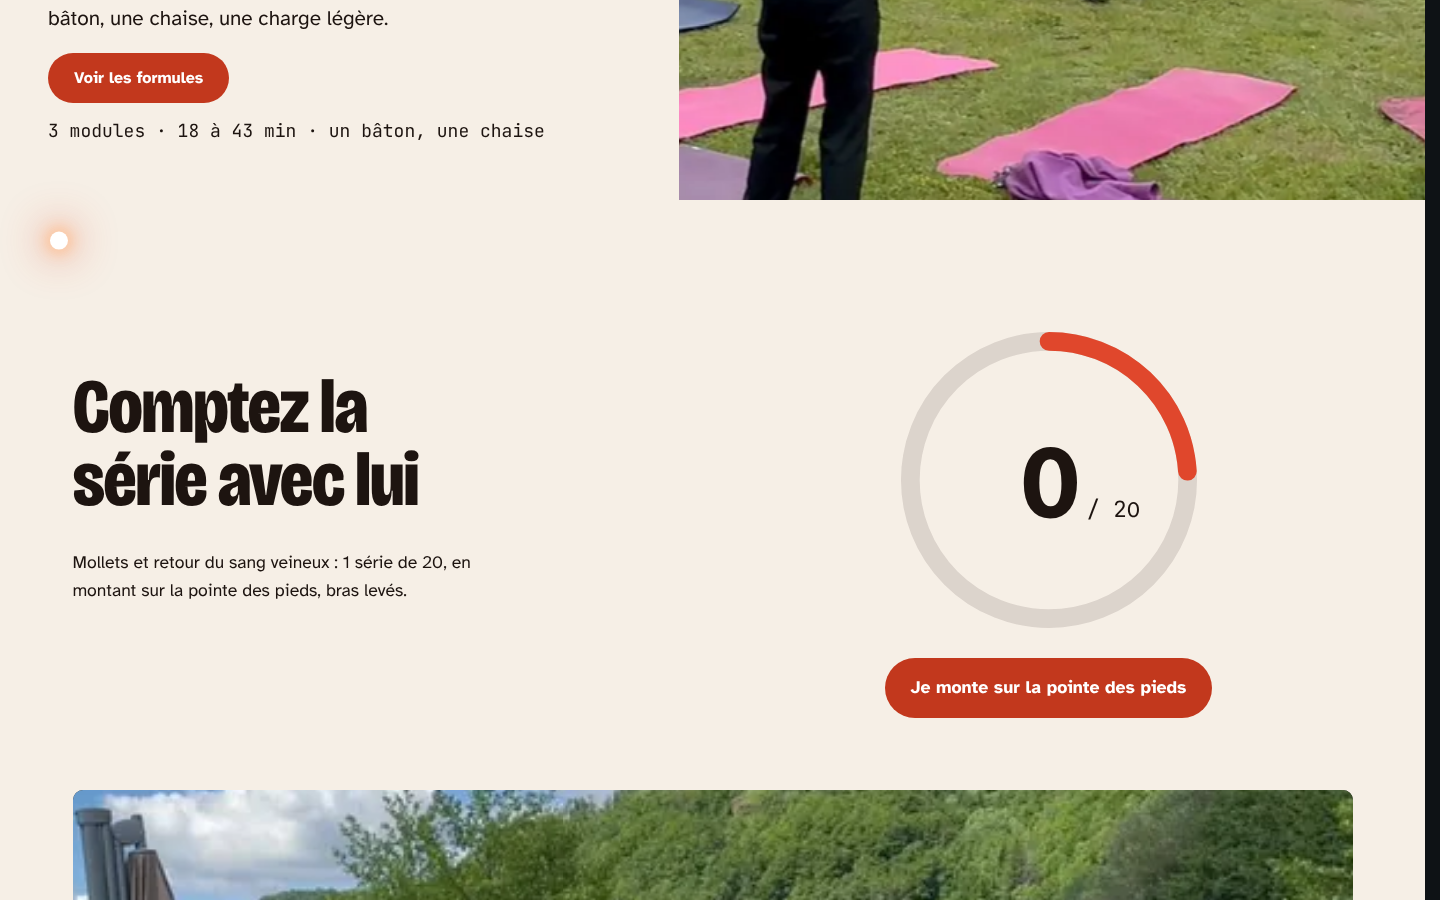 bâton, une chaise, une charge légère.
Voir les formules
3 modules · 18 à 43 min · un bâton, une chaise
Comptez la
série avec lui
Mollets et retour du sang veineux : 1 série de 20, en
montant sur la pointe des pieds, bras levés.
0 / 20
Je monte sur la pointe des pieds